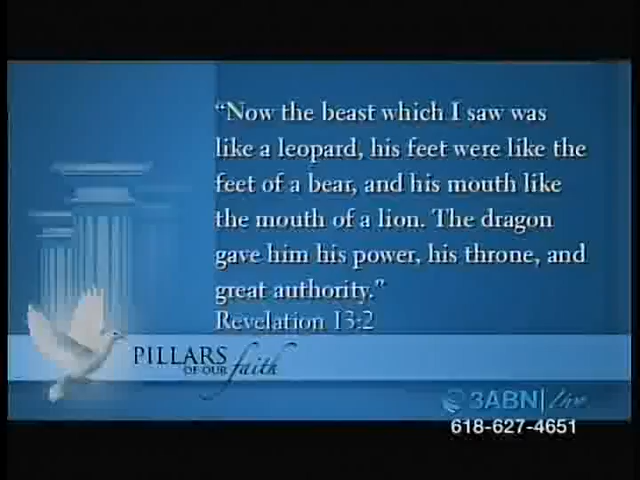 “Now the beast which I saw was
like a leopard, his feet were like the
feet of a bear, and his mouth like
the mouth of a lion. The dragon
gave him his power, his throne, and
great authority.”
Revelation 13:2
PILLARS
OF OUR faith
3ABN|Live
618-627-4651